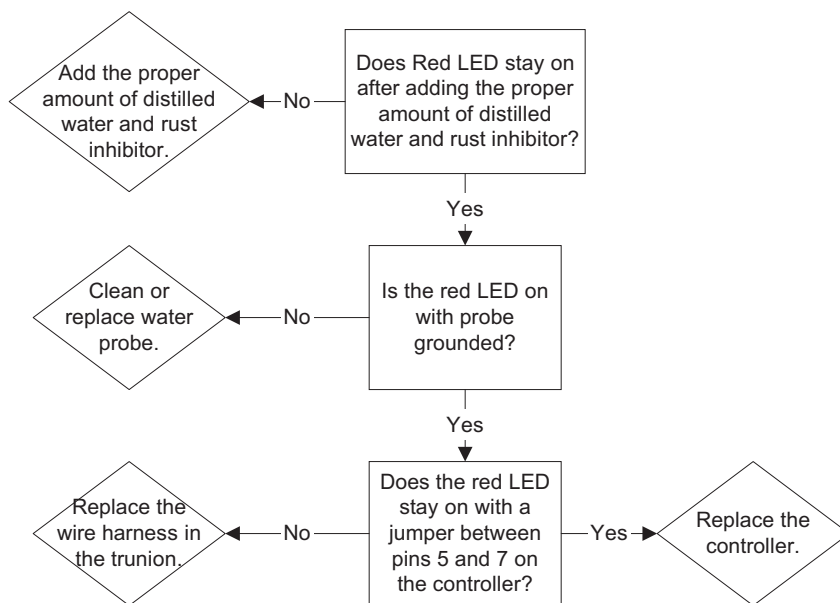 Add the proper
amount of distilled
water and rust
inhibitor.
No
Does Red LED stay on
after adding the proper
amount of distilled
water and rust inhibitor?
Yes
Clean or
replace water
probe.
No
Is the red LED on
with probe
grounded?
Yes
Replace the
wire harness in
the trunion.
No
Does the red LED
stay on with a
jumper between
pins 5 and 7 on
the controller?
Yes
Replace the
controller.